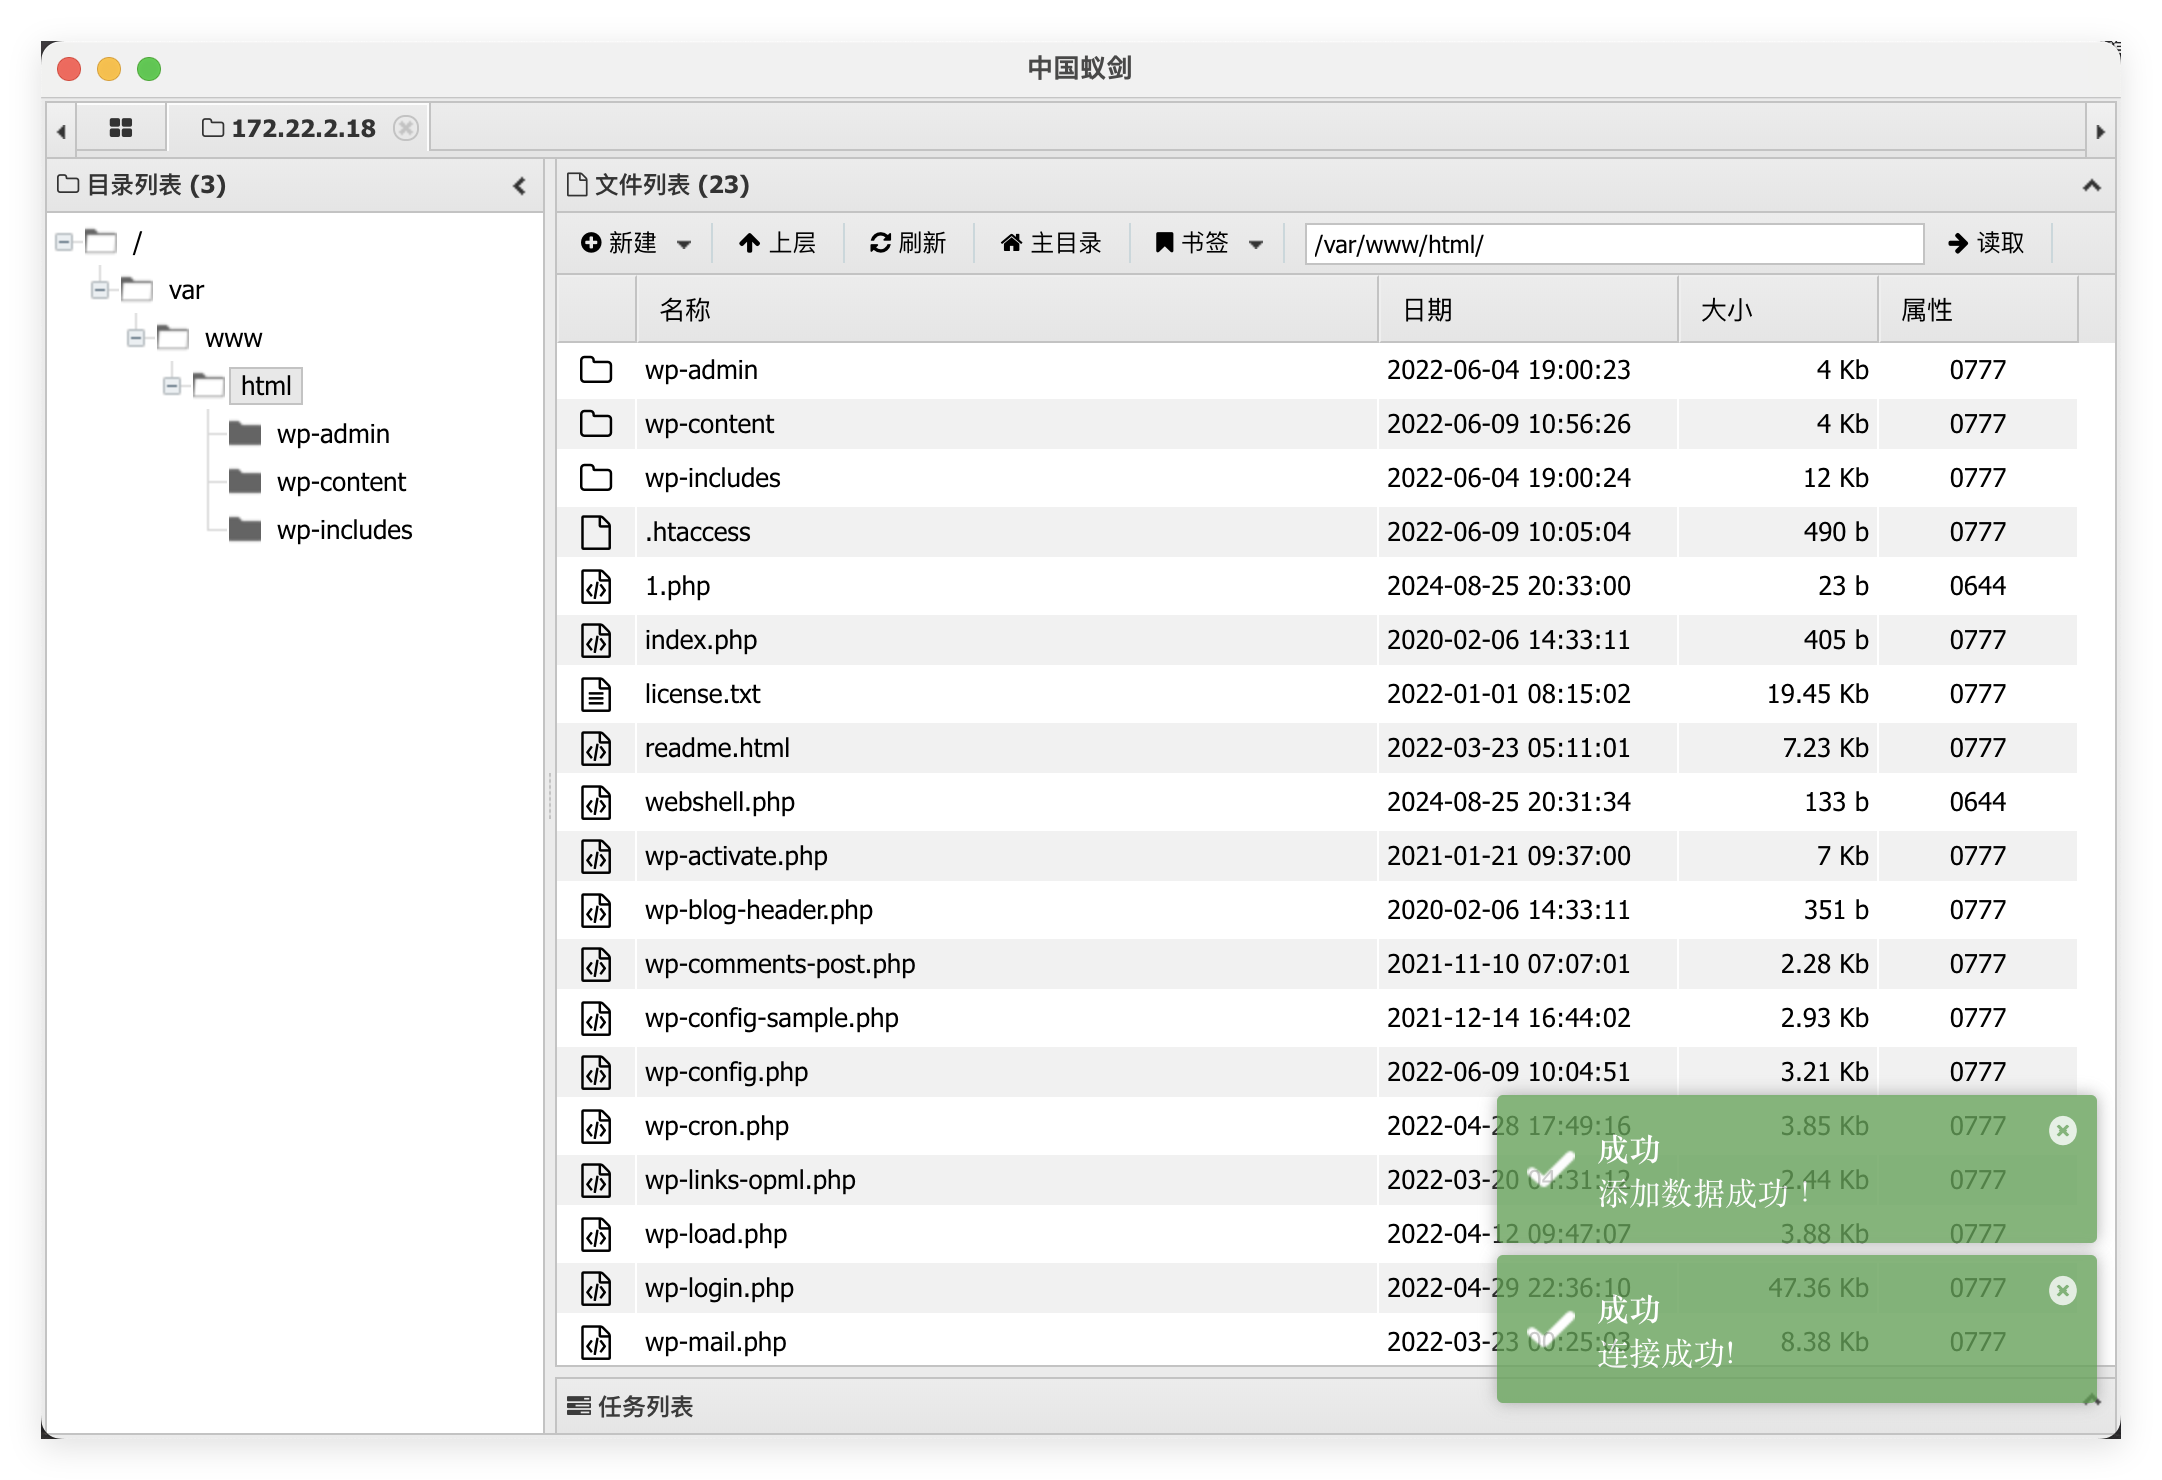 中国蚁剑
172.22.2.18
目录列表 (3)
/
var
www
html
wp-admin
wp-content
wp-includes
文件列表 (23)
新建 上层 刷新 主目录 书签 /var/www/html/ 读取
名称 日期 大小 属性
wp-admin 2022-06-04 19:00:23 4 Kb 0777
wp-content 2022-06-09 10:56:26 4 Kb 0777
wp-includes 2022-06-04 19:00:24 12 Kb 0777
.htaccess 2022-06-09 10:05:04 490 b 0777
1.php 2024-08-25 20:33:00 23 b 0644
index.php 2020-02-06 14:33:11 405 b 0777
license.txt 2022-01-01 08:15:02 19.45 Kb 0777
readme.html 2022-03-23 05:11:01 7.23 Kb 0777
webshell.php 2024-08-25 20:31:34 133 b 0644
wp-activate.php 2021-01-21 09:37:00 7 Kb 0777
wp-blog-header.php 2020-02-06 14:33:11 351 b 0777
wp-comments-post.php 2021-11-10 07:07:01 2.28 Kb 0777
wp-config-sample.php 2021-12-14 16:44:02 2.93 Kb 0777
wp-config.php 2022-06-09 10:04:51 3.21 Kb 0777
wp-cron.php 2022-04-28 17:49:16 3.85 Kb 0777
wp-links-opml.php 2022-03-20 04:31:12 2.44 Kb 0777
wp-load.php 2022-04-12 09:47:07 3.88 Kb 0777
wp-login.php 2022-04-29 22:36:10 47.36 Kb 0777
wp-mail.php 2022-03-23 00:25:03 8.38 Kb 0777
成功
添加数据成功！
成功
连接成功!
任务列表